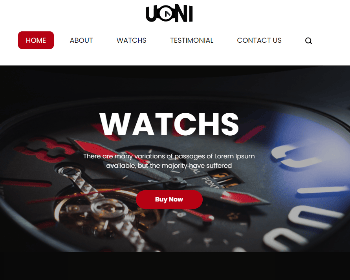 UONI
HOME ABOUT WATCHS TESTIMONIAL CONTACT US
WATCHS
There are many variations of passages of Lorem Ipsum
available, but the majority have suffered
Buy Now